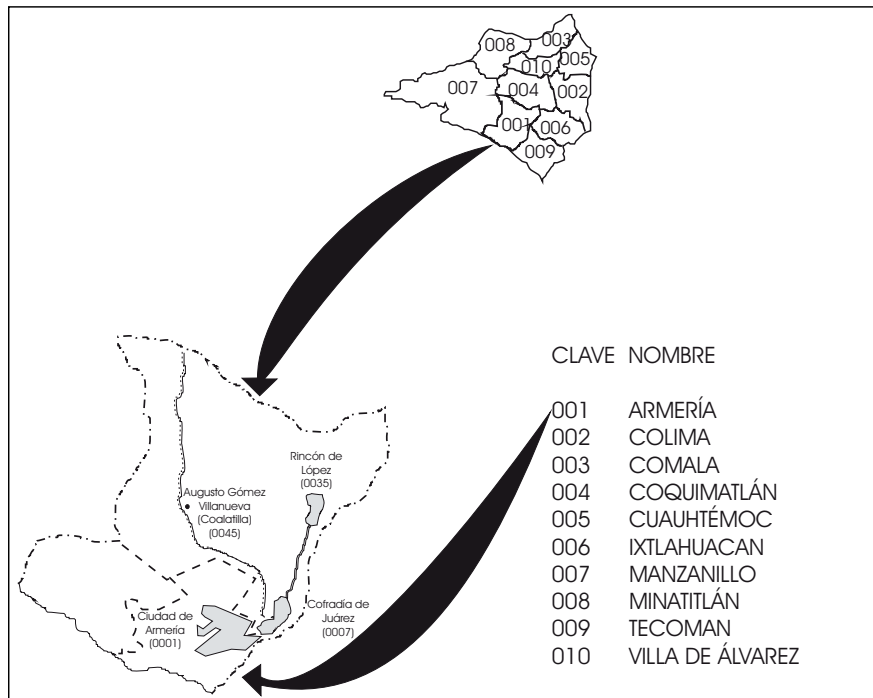 008
003
005
010
007
004
002
001
006
009
CLAVE NOMBRE
001 ARMERÍA
002 COLIMA
003 COMALA
004 COQUIMATLÁN
005 CUAUHTÉMOC
006 IXTLAHUACAN
007 MANZANILLO
008 MINATITLÁN
009 TECOMAN
010 VILLA DE ÁLVAREZ
Rincón de
López
(0035)
Augusto Gómez
Villanueva
(Coalatilla)
(0045)
Ciudad de
Armería
(0001)
Cofradía de
Juárez
(0007)